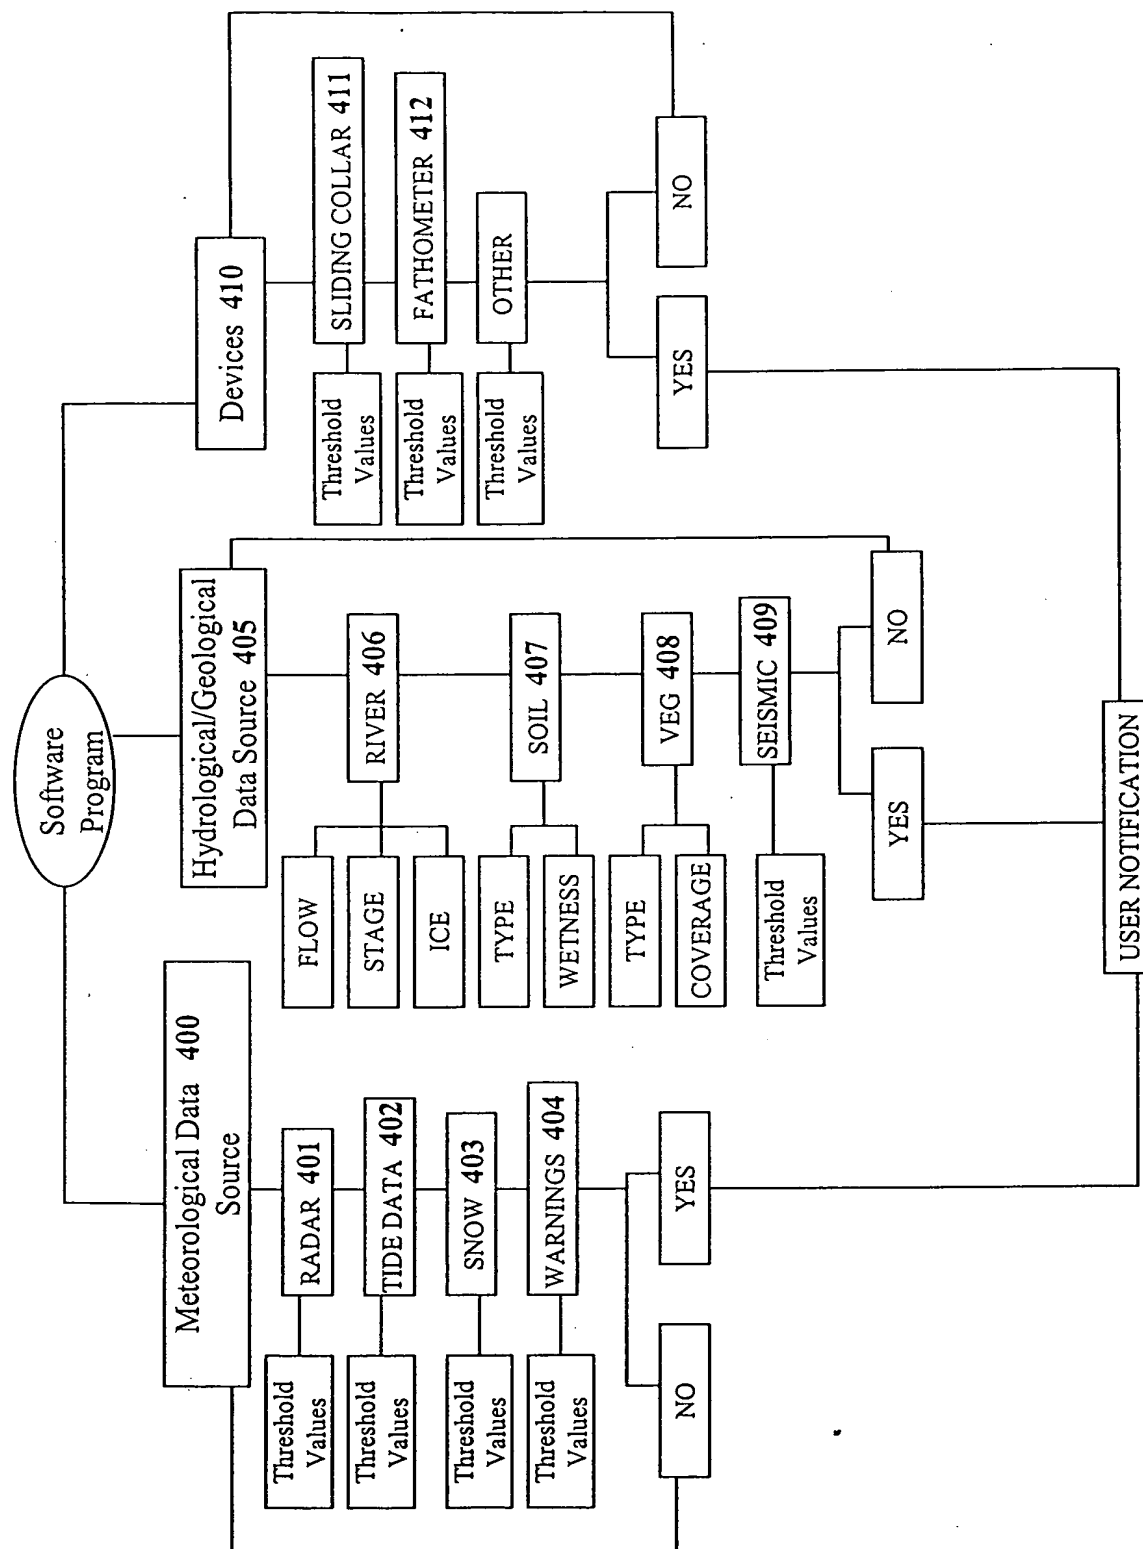 Software
Program
Meteorological Data 400
Source
RADAR 401
Threshold
Values
TIDE DATA 402
Threshold
Values
SNOW 403
Threshold
Values
WARNINGS 404
Threshold
Values
NO
YES
Hydrological/Geological
Data Source 405
RIVER 406
FLOW
STAGE
ICE
SOIL 407
TYPE
WETNESS
VEG 408
TYPE
COVERAGE
SEISMIC 409
Threshold
Values
YES
NO
Devices 410
SLIDING COLLAR 411
Threshold
Values
FATHOMETER 412
Threshold
Values
OTHER
Threshold
Values
YES
NO
USER NOTIFICATION